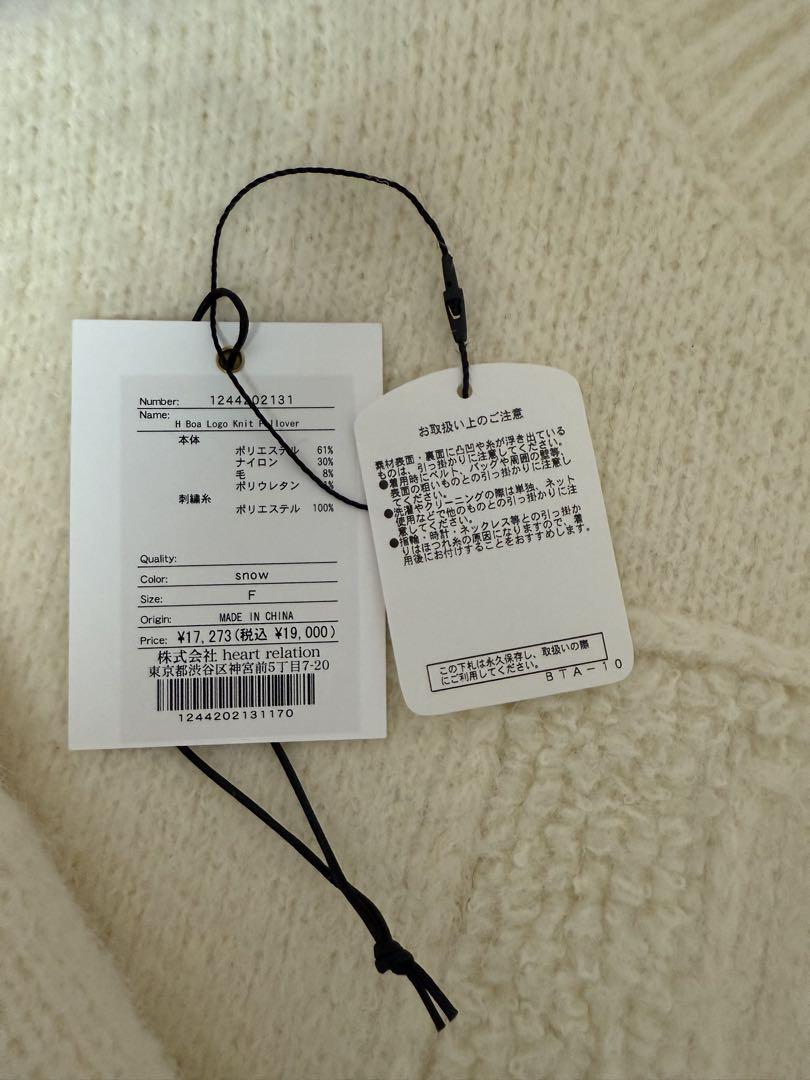 Number: 1244202131
Name: H Boa Logo Knit Pullover
本体
ポリエステル 61%
ナイロン 30%
毛 8%
ポリウレタン 1%
刺繍糸
ポリエステル 100%
Quality:
Color: snow
Size: F
Origin: MADE IN CHINA
Price: ¥17,273(税込 ¥19,000)
株式会社 heart relation
東京都渋谷区神宮前5丁目7-20
1244202131170
お取扱い上のご注意
素材表面・裏面に凸凹や糸が浮き出ている
ものは、引っ掛かりに注意してください。
●着用時にベルト、バッグや周囲の壁等、
表面の粗いものとの引っ掛かりに注意し
てください。
●洗濯やクリーニングの際は単独、ネット
使用などで他のものとの引っ掛かりに注
意してください。
●指輪・時計・ネックレス等との引っ掛か
りはほつれ糸の原因になりますので、着
用後にお付けすることをおすすめします。
この下札は永久保存し、取扱いの際
にご利用してください。
BTA-10